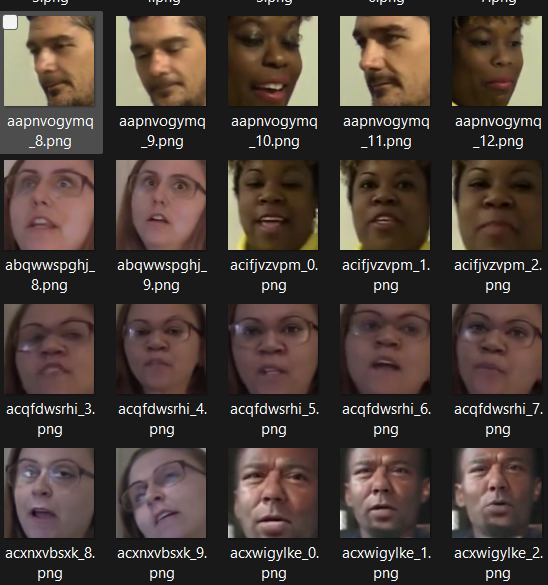 aapnvogymq
_8.png
aapnvogymq
_9.png
aapnvogymq
_10.png
aapnvogymq
_11.png
aapnvogymq
_12.png
abqwwspghj_
8.png
abqwwspghj_
9.png
acifjvzvpm_0.
png
acifjvzvpm_1.
png
acifjvzvpm_2.
png
acqfdwsrhi_3.
png
acqfdwsrhi_4.
png
acqfdwsrhi_5.
png
acqfdwsrhi_6.
png
acqfdwsrhi_7.
png
acxnxvbsxk_8.
png
acxnxvbsxk_9.
png
acxwigylke_0.
png
acxwigylke_1.
png
acxwigylke_2.
png